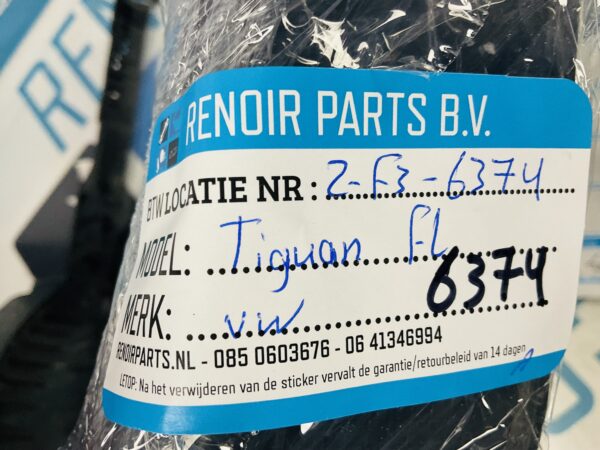 RENOIR PARTS B.V.
BTW LOCATIE NR : 2-F3-6374
MODEL: Tiguan FL
6374
MERK: VW
RENOIRPARTS.NL - 085 0603676 - 06 41346994
LETOP: Na het verwijderen van de sticker vervalt de garantie/retourbeleid van 14 dagen